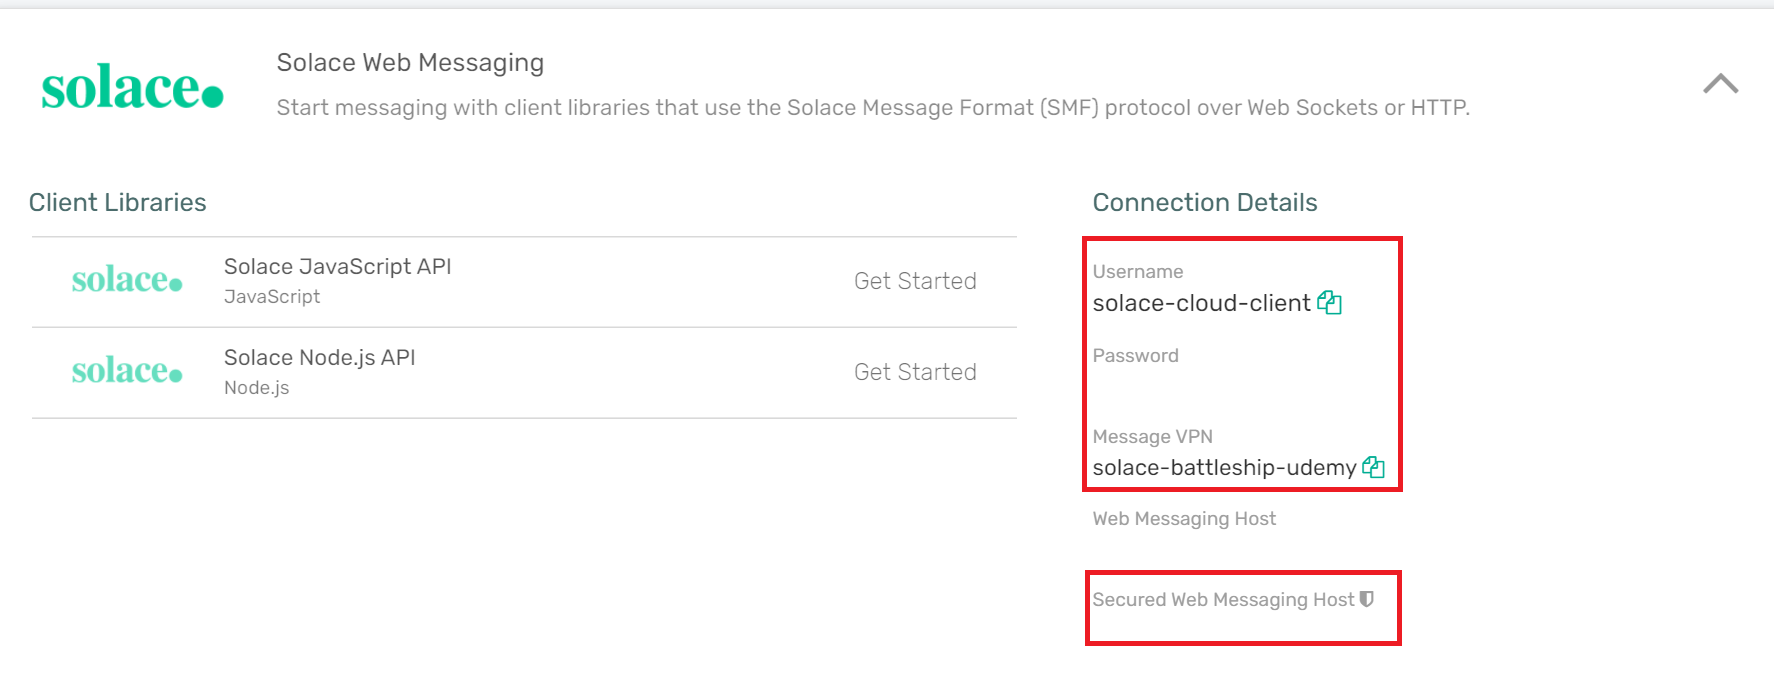 solace.
Solace Web Messaging
Start messaging with client libraries that use the Solace Message Format (SMF) protocol over Web Sockets or HTTP.
Client Libraries
solace.
Solace JavaScript API
JavaScript
Get Started
solace.
Solace Node.js API
Node.js
Get Started
Connection Details
Username
solace-cloud-client
Password
Message VPN
solace-battleship-udemy
Web Messaging Host
Secured Web Messaging Host